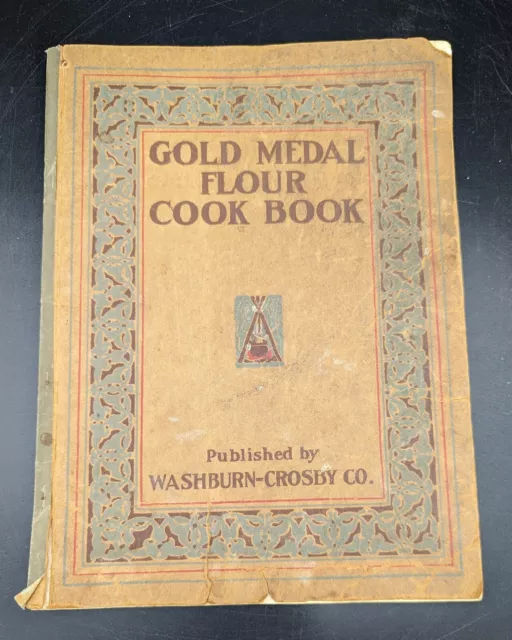 GOLD MEDAL
FLOUR
COOK BOOK
Published by
WASHBURN-CROSBY CO.